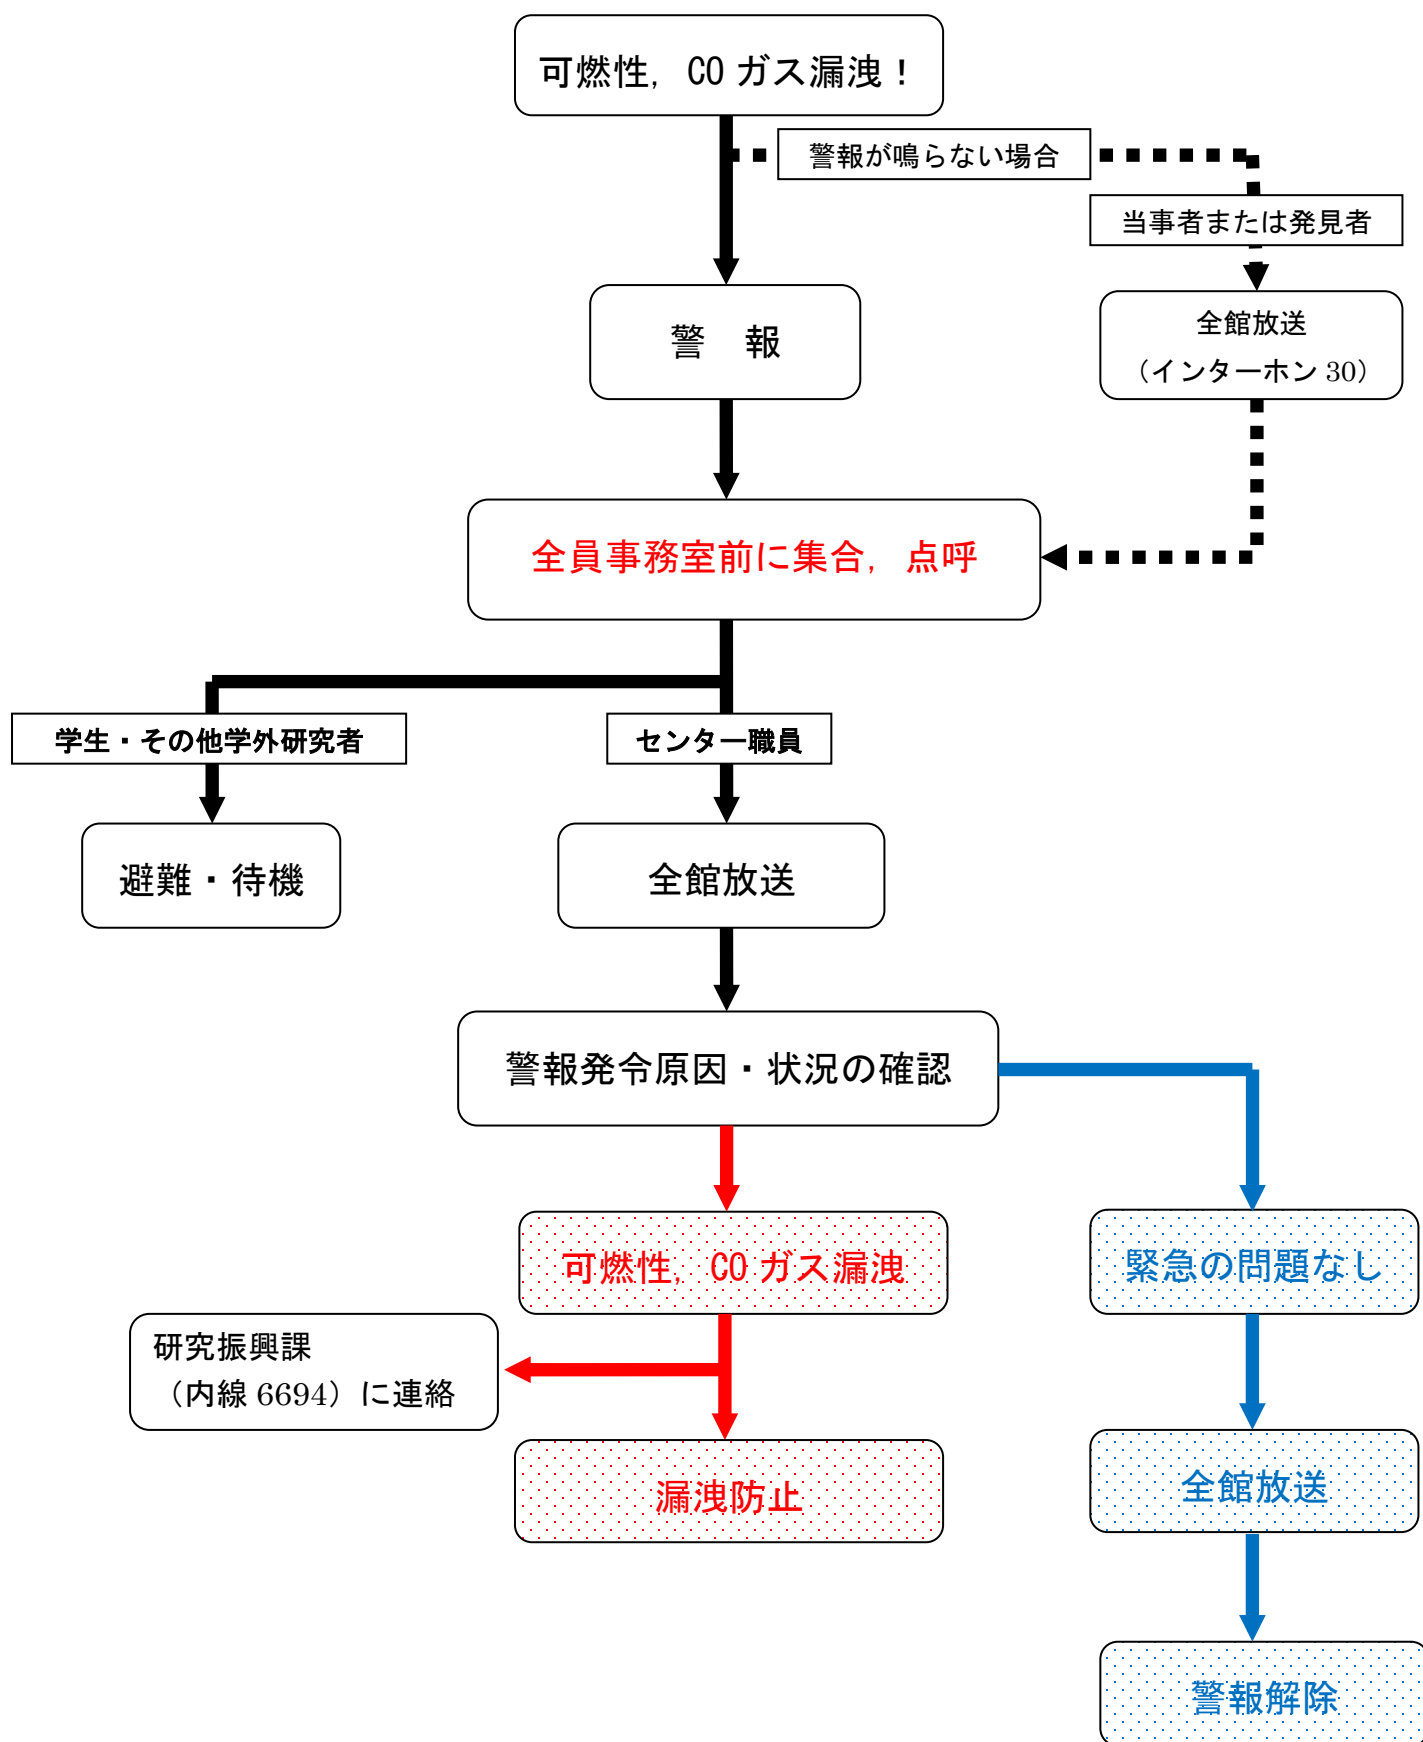 可燃性，CO ガス漏洩！
警報が鳴らない場合
当事者または発見者
警　報
全館放送
（インターホン 30）
全員事務室前に集合，点呼
学生・その他学外研究者
センター職員
避難・待機
全館放送
警報発令原因・状況の確認
可燃性，CO ガス漏洩
緊急の問題なし
研究振興課
（内線 6694）に連絡
漏洩防止
全館放送
警報解除